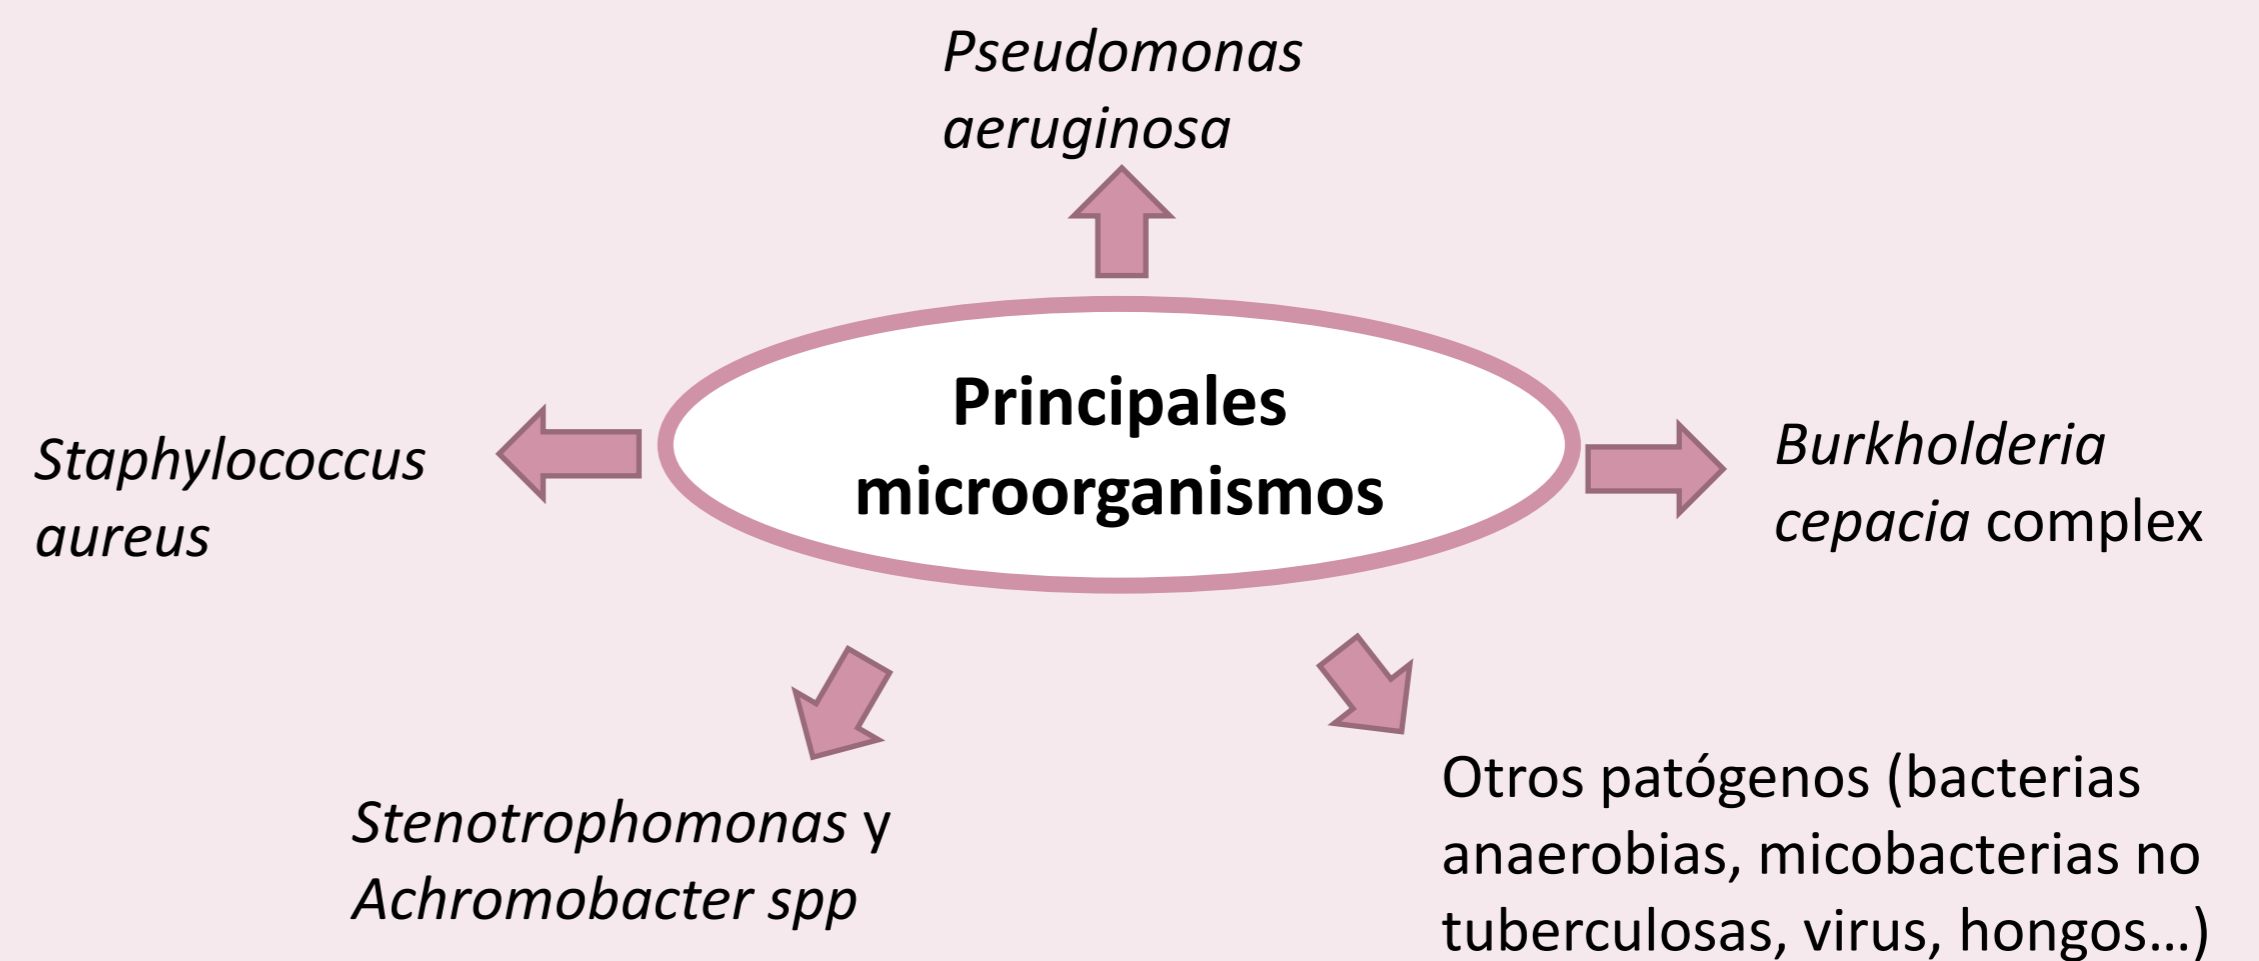 Pseudomonas
aeruginosa
Principales
microorganismos
Staphylococcus
aureus
Burkholderia
cepacia complex
Stenotrophomonas y
Achromobacter spp
Otros patógenos (bacterias
anaerobias, micobacterias no
tuberculosas, virus, hongos…)